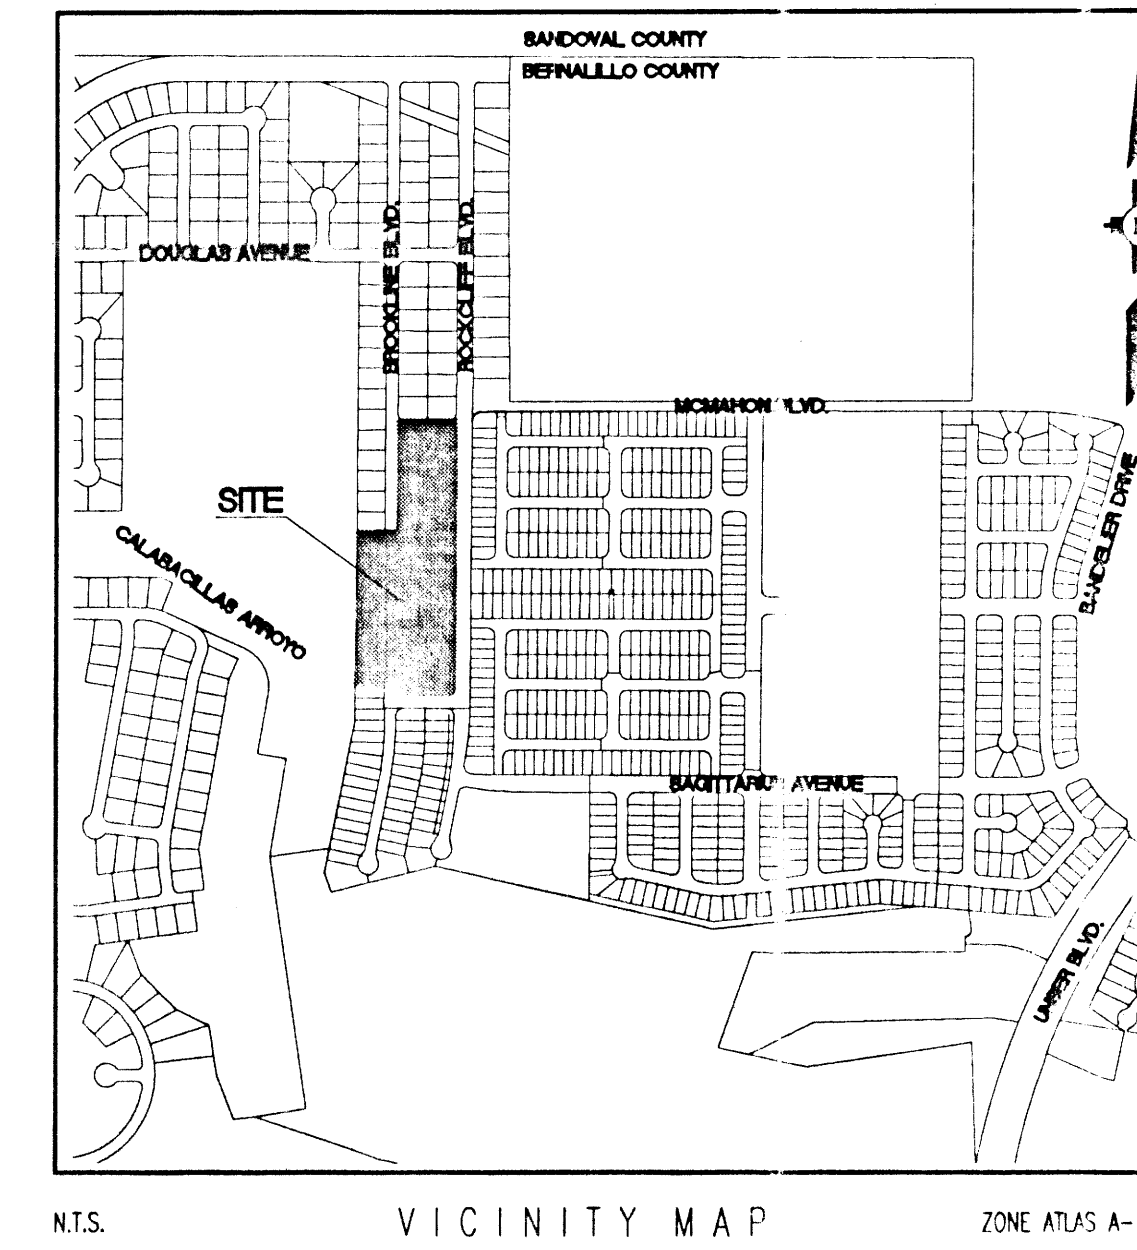 SANDOVAL COUNTY
BERNALILLO COUNTY
DOUGLAS AVENUE
BROOKLINE BLVD.
ROCKCLIFF BLVD.
MCMAHON BLVD.
SITE
CALABACILLAS ARROYO
BANDELIER DRIVE
SAGITTARIUS AVENUE
UNSER BLVD.
N.T.S.
VICINITY MAP
ZONE ATLAS A-